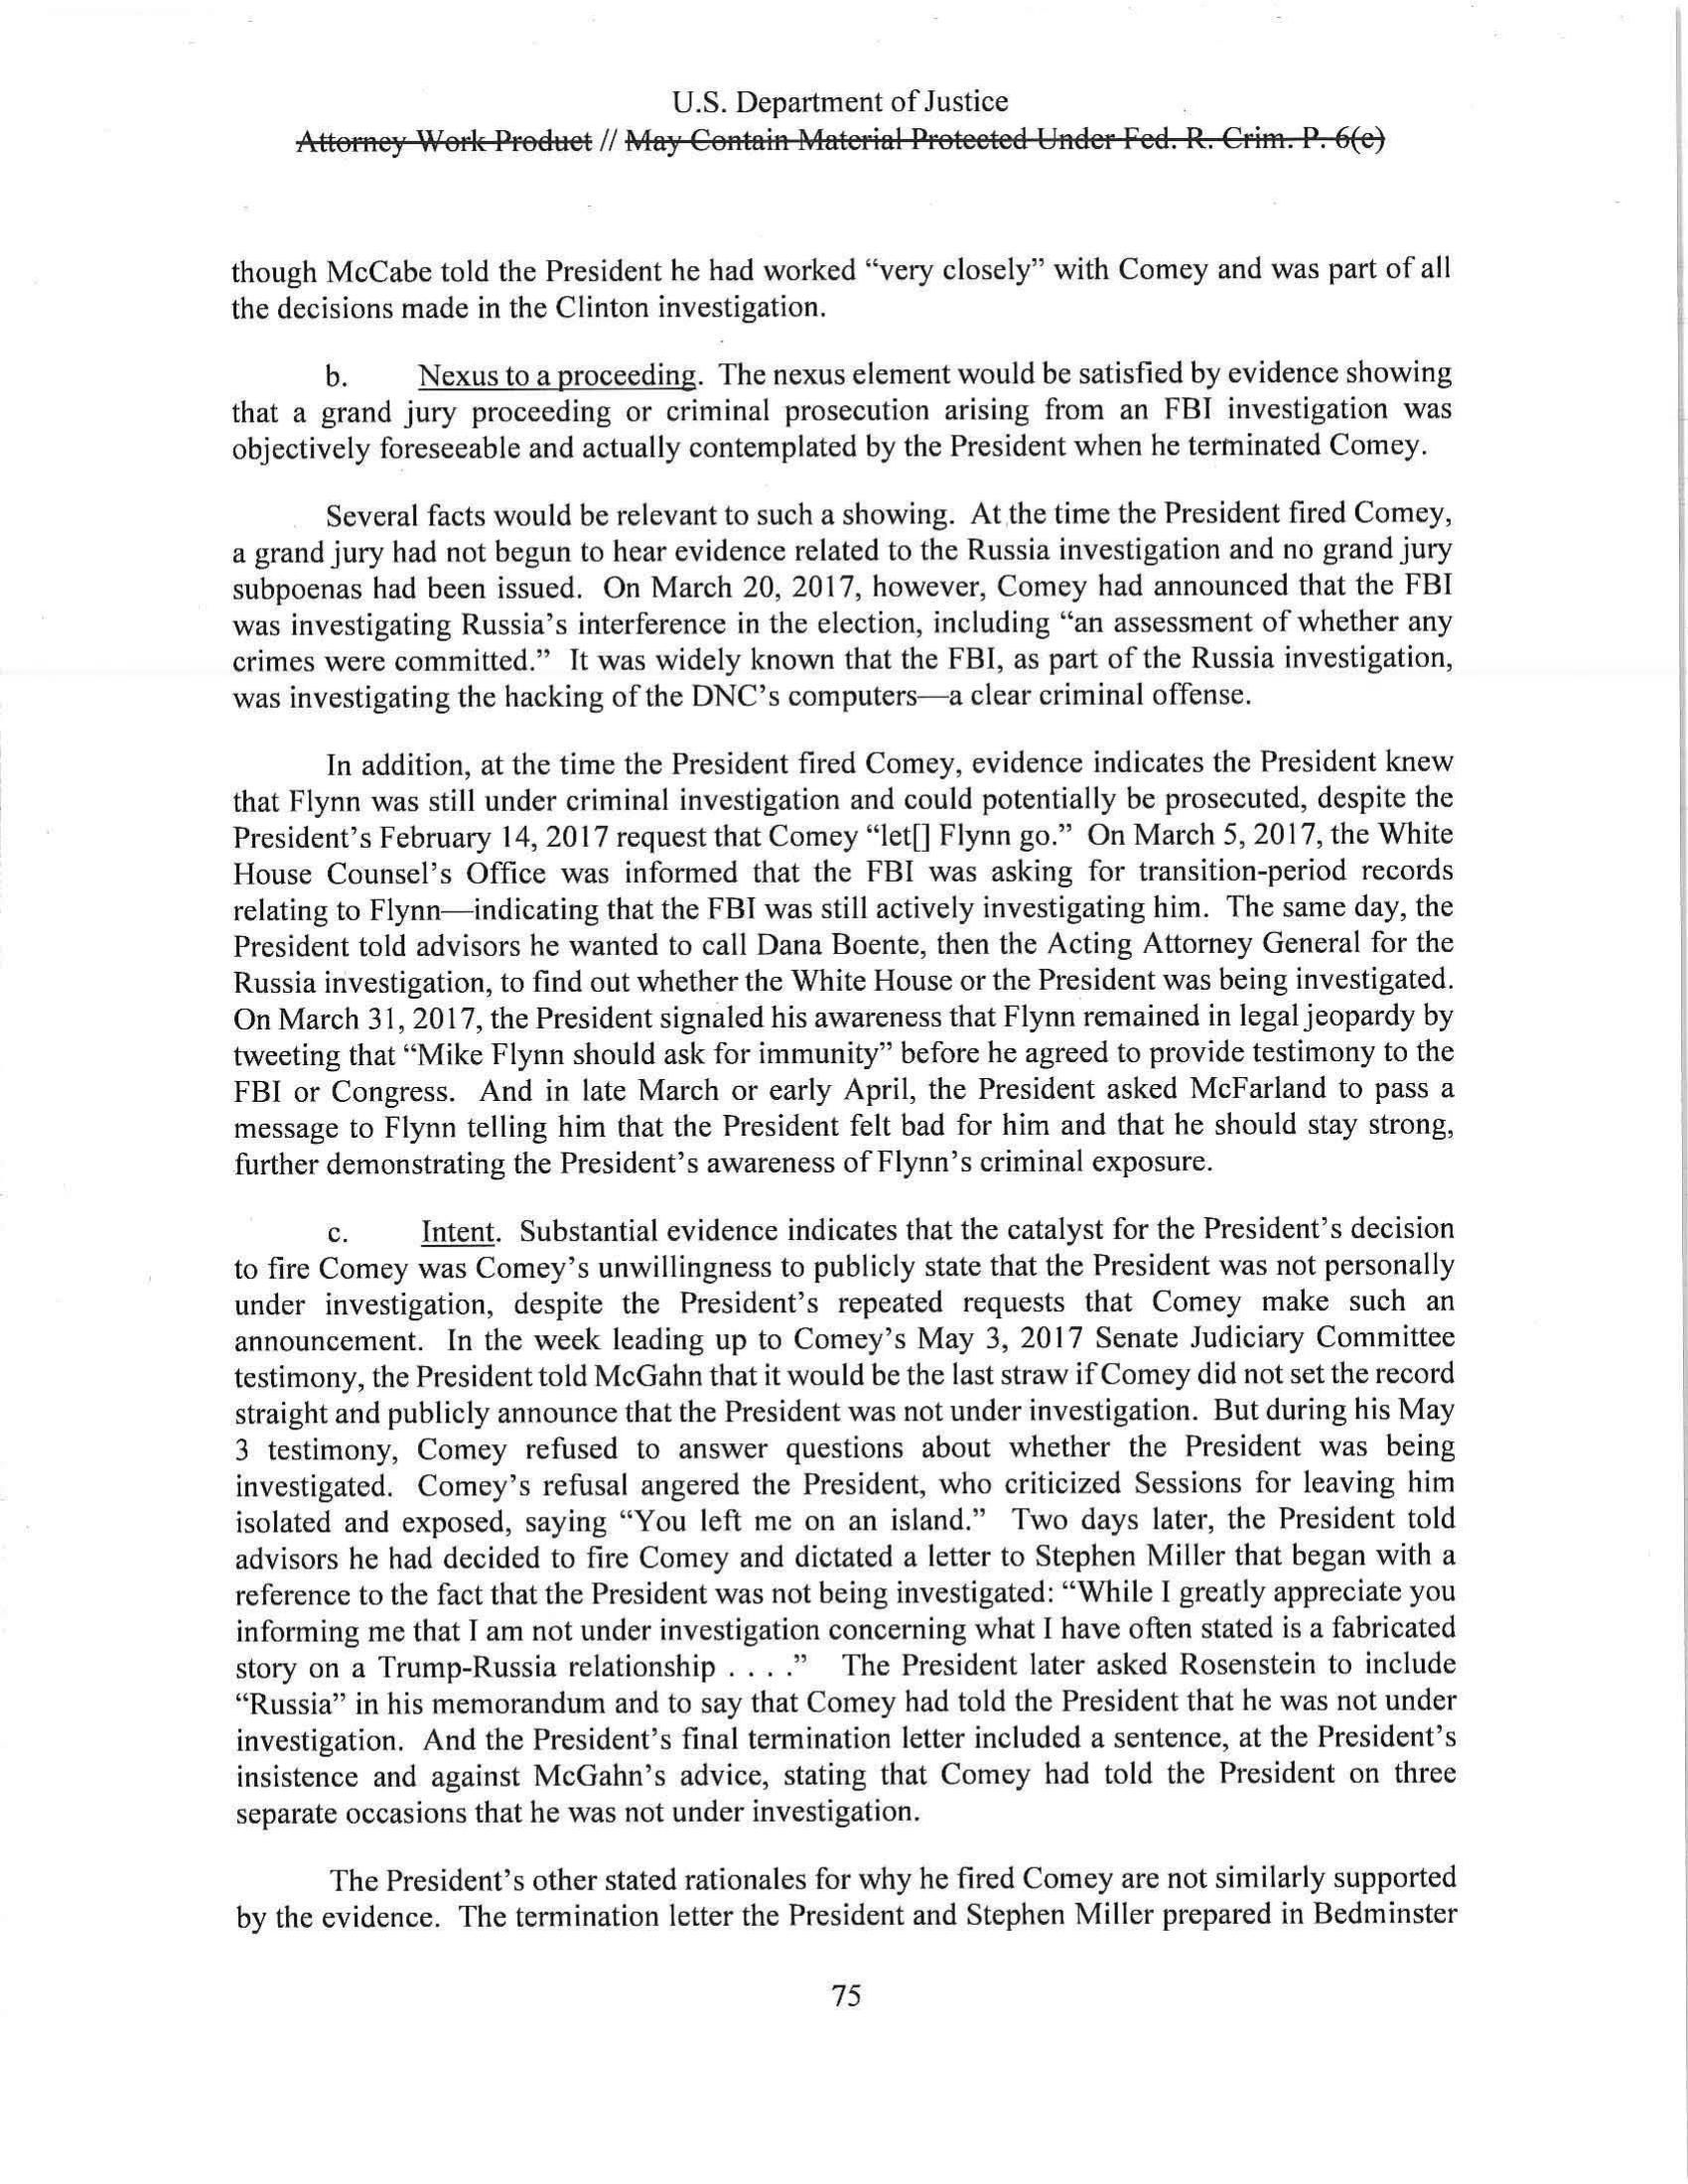 U.S. Department of Justice
Attorney Work Product // May Contain Material Protected Under Fed. R. Crim. P. 6(e)
though McCabe told the President he had worked “very closely” with Comey and was part of all
the decisions made in the Clinton investigation.
b. Nexus to a proceeding. The nexus element would be satisfied by evidence showing
that a grand jury proceeding or criminal prosecution arising from an FBI investigation was
objectively foreseeable and actually contemplated by the President when he terminated Comey.
Several facts would be relevant to such a showing. At the time the President fired Comey,
a grand jury had not begun to hear evidence related to the Russia investigation and no grand jury
subpoenas had been issued. On March 20, 2017, however, Comey had announced that the FBI
was investigating Russia’s interference in the election, including “an assessment of whether any
crimes were committed.” It was widely known that the FBI, as part of the Russia investigation,
was investigating the hacking of the DNC’s computers—a clear criminal offense.
In addition, at the time the President fired Comey, evidence indicates the President knew
that Flynn was still under criminal investigation and could potentially be prosecuted, despite the
President’s February 14, 2017 request that Comey “let[] Flynn go.” On March 5, 2017, the White
House Counsel’s Office was informed that the FBI was asking for transition-period records
relating to Flynn—indicating that the FBI was still actively investigating him. The same day, the
President told advisors he wanted to call Dana Boente, then the Acting Attorney General for the
Russia investigation, to find out whether the White House or the President was being investigated.
On March 31, 2017, the President signaled his awareness that Flynn remained in legal jeopardy by
tweeting that “Mike Flynn should ask for immunity” before he agreed to provide testimony to the
FBI or Congress. And in late March or early April, the President asked McFarland to pass a
message to Flynn telling him that the President felt bad for him and that he should stay strong,
further demonstrating the President’s awareness of Flynn’s criminal exposure.
c. Intent. Substantial evidence indicates that the catalyst for the President’s decision
to fire Comey was Comey’s unwillingness to publicly state that the President was not personally
under investigation, despite the President’s repeated requests that Comey make such an
announcement. In the week leading up to Comey’s May 3, 2017 Senate Judiciary Committee
testimony, the President told McGahn that it would be the last straw if Comey did not set the record
straight and publicly announce that the President was not under investigation. But during his May
3 testimony, Comey refused to answer questions about whether the President was being
investigated. Comey’s refusal angered the President, who criticized Sessions for leaving him
isolated and exposed, saying “You left me on an island.” Two days later, the President told
advisors he had decided to fire Comey and dictated a letter to Stephen Miller that began with a
reference to the fact that the President was not being investigated: “While I greatly appreciate you
informing me that I am not under investigation concerning what I have often stated is a fabricated
story on a Trump-Russia relationship . . . .” The President later asked Rosenstein to include
“Russia” in his memorandum and to say that Comey had told the President that he was not under
investigation. And the President’s final termination letter included a sentence, at the President’s
insistence and against McGahn’s advice, stating that Comey had told the President on three
separate occasions that he was not under investigation.
The President’s other stated rationales for why he fired Comey are not similarly supported
by the evidence. The termination letter the President and Stephen Miller prepared in Bedminster
75